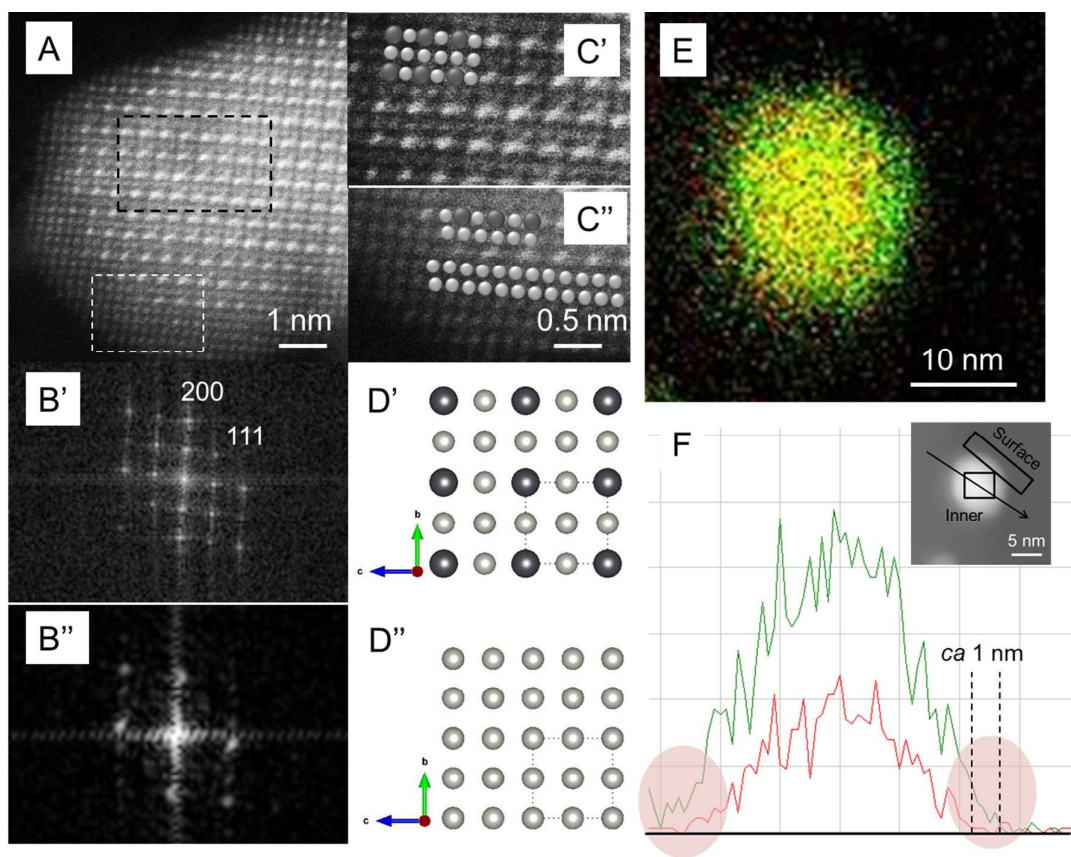 A
1 nm
C'
C"
0.5 nm
B'
200
111
B"
D'
b
c
D"
b
c
E
10 nm
F
Surface
Inner
5 nm
ca 1 nm